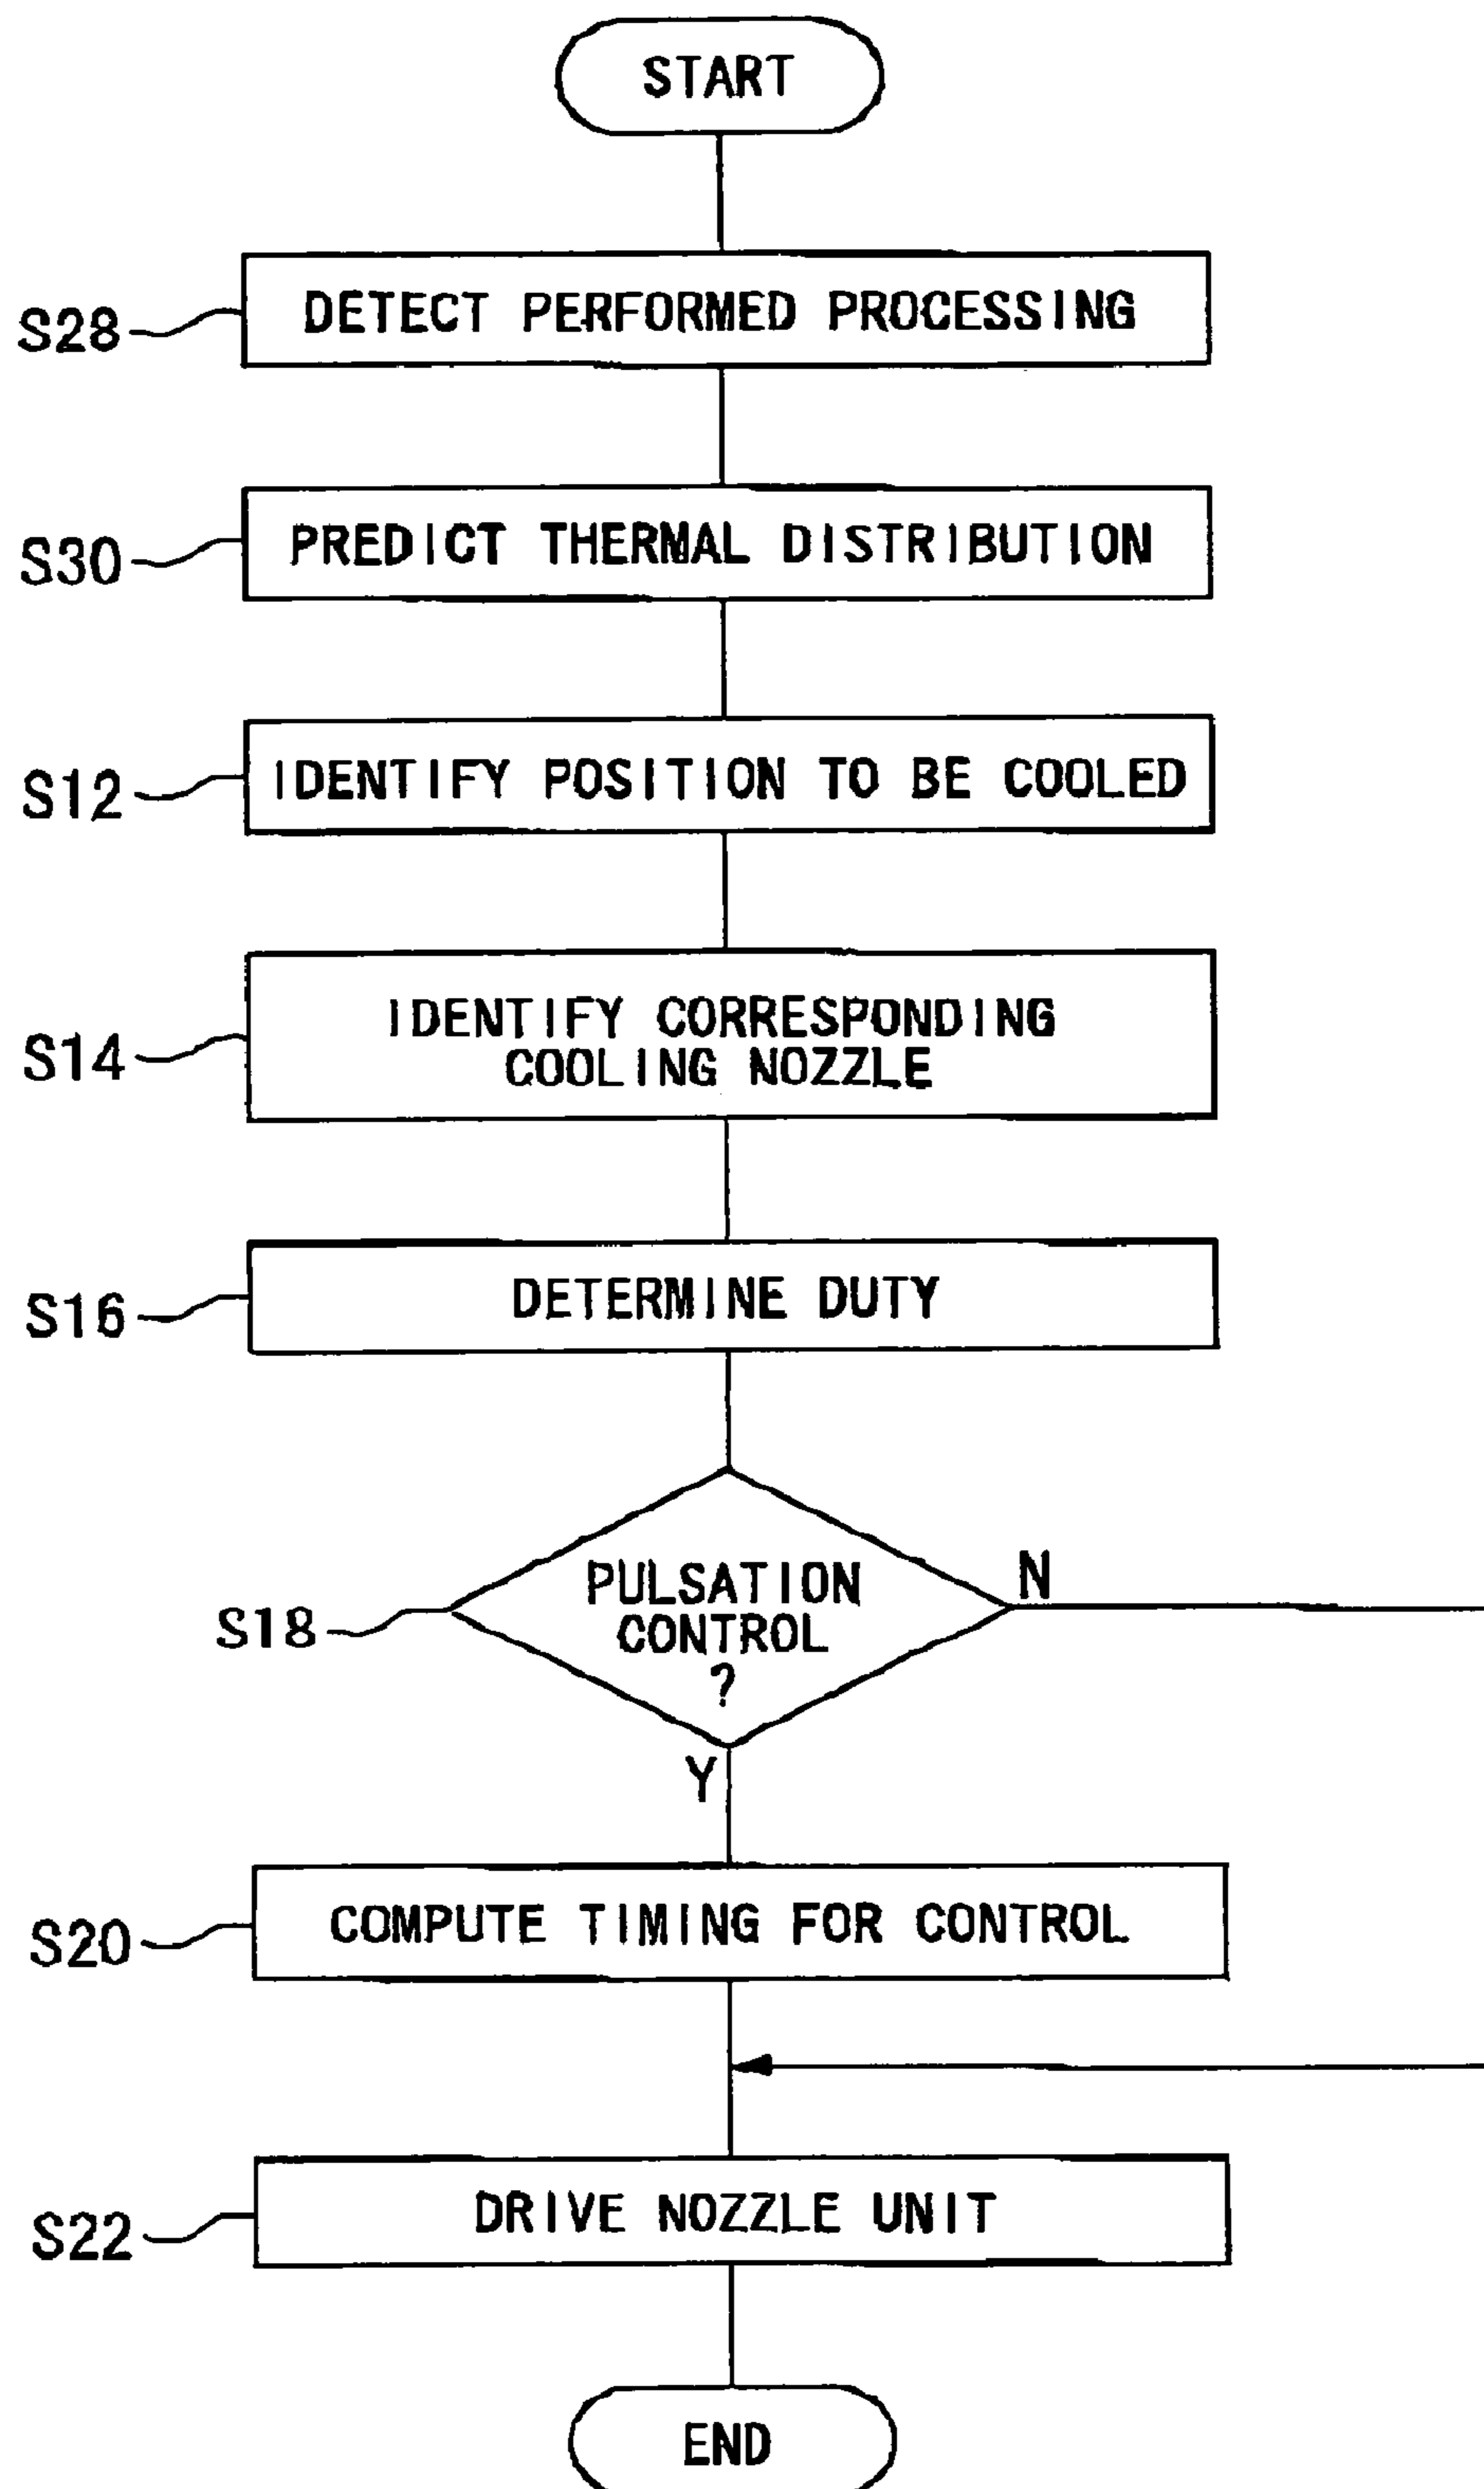 START
S28
DETECT PERFORMED PROCESSING
S30
PREDICT THERMAL DISTRIBUTION
S12
IDENTIFY POSITION TO BE COOLED
S14
IDENTIFY CORRESPONDING
COOLING NOZZLE
S16
DETERMINE DUTY
S18
PULSATION
CONTROL
?
N
Y
S20
COMPUTE TIMING FOR CONTROL
S22
DRIVE NOZZLE UNIT
END